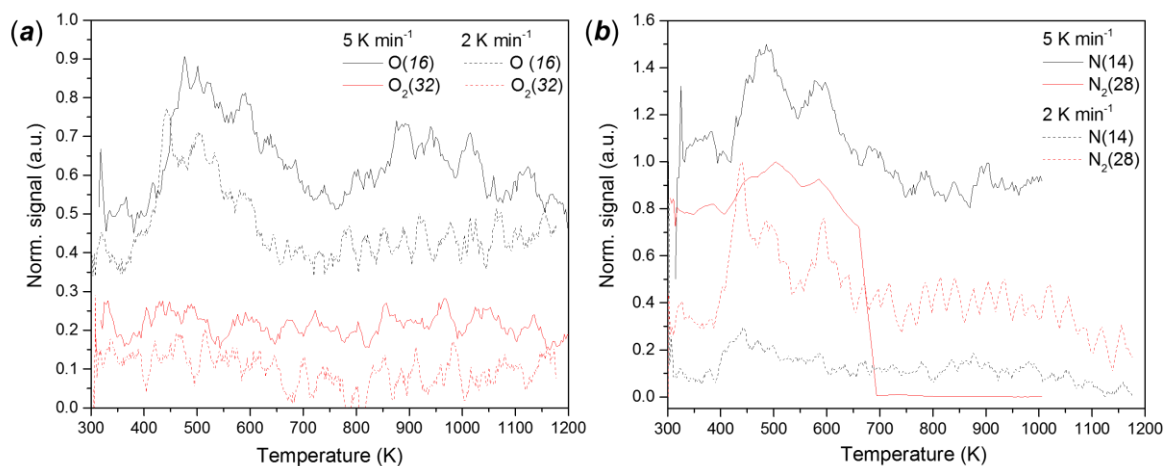 (a)
5 K min⁻¹ 2 K min⁻¹
O(16) O (16)
O₂(32) O₂(32)
1.0
0.9
0.8
0.7
0.6
0.5
0.4
0.3
0.2
0.1
0.0
Norm. signal (a.u.)
300 400 500 600 700 800 900 1000 1100 1200
Temperature (K)
(b)
5 K min⁻¹
N(14)
N₂(28)
2 K min⁻¹
N(14)
N₂(28)
1.6
1.4
1.2
1.0
0.8
0.6
0.4
0.2
0.0
Norm. signal (a.u.)
300 400 500 600 700 800 900 1000 1100 1200
Temperature (K)